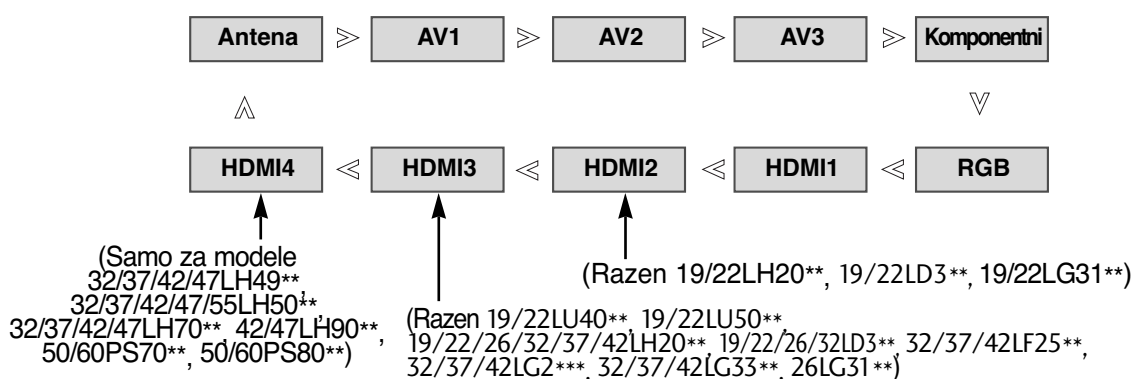 Antena
AV1
AV2
AV3
Komponentni
HDMI4
HDMI3
HDMI2
HDMI1
RGB
(Samo za modele
32/37/42/47LH49**,
32/37/42/47/55LH50**,
32/37/42/47LH70**, 42/47LH90**,
50/60PS70**, 50/60PS80**)
(Razen 19/22LU40**, 19/22LU50**,
19/22/26/32/37/42LH20**, 19/22/26/32LD3**, 32/37/42LF25**,
32/37/42LG2***, 32/37/42LG33**, 26LG31**)
(Razen 19/22LH20**, 19/22LD3**, 19/22LG31**)